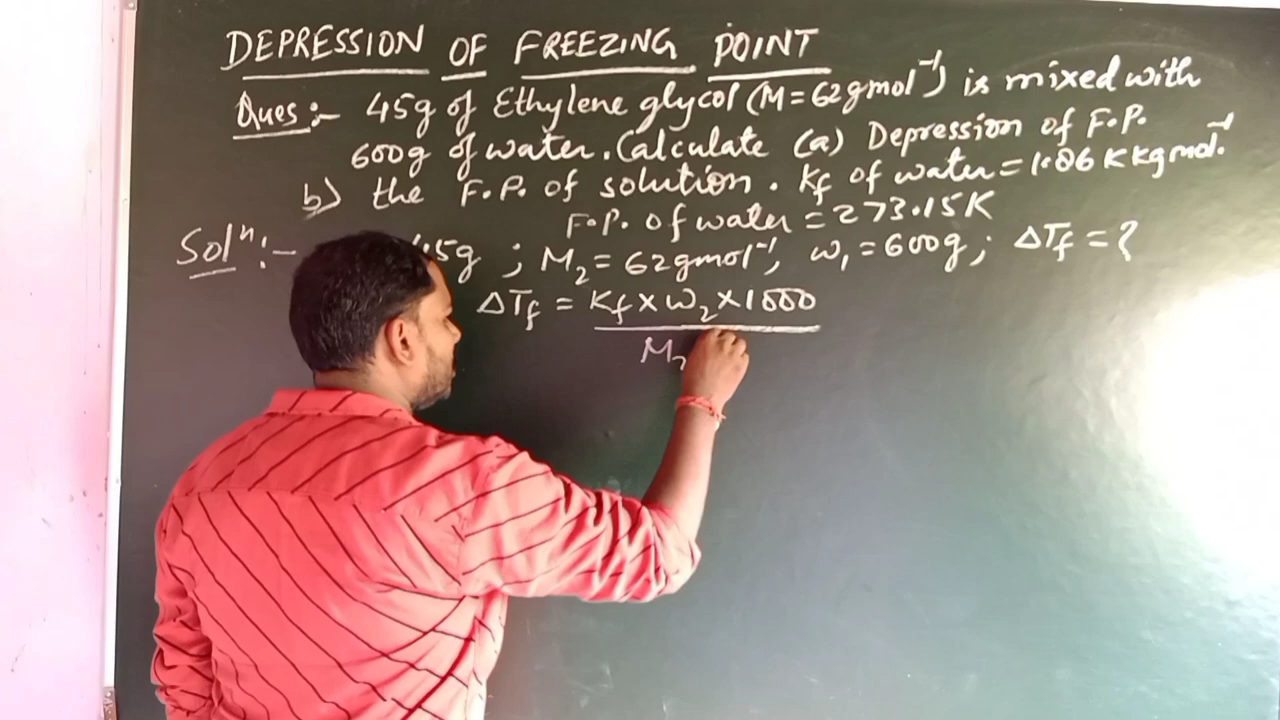 DEPRESSION OF FREEZING POINT
Ques:- 45g of Ethylene glycol (M=62gmol⁻¹) is mixed with
600g of water. Calculate (a) Depression of F.P.
b) the F.P. of solution. Kf of water = 1.86 K kg mol⁻¹.
F.P. of water = 273.15K
Solⁿ:- 45g ; M₂ = 62gmol⁻¹, w₁ = 600g ; ΔTf = ?
ΔTf = Kf × w₂ × 1000
M₂